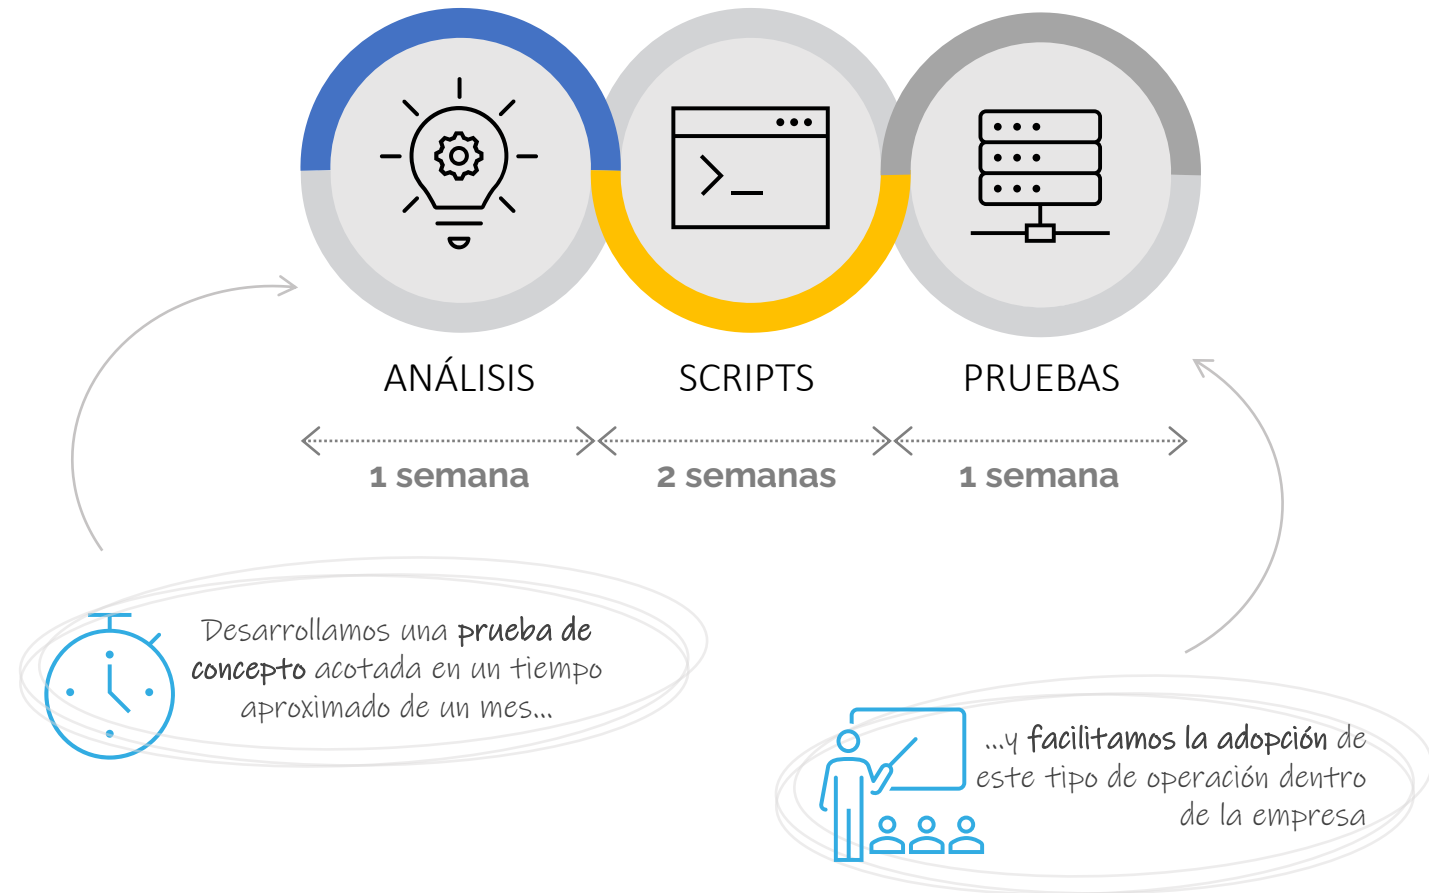 ANÁLISIS
SCRIPTS
PRUEBAS
1 semana
2 semanas
1 semana
Desarrollamos una prueba de
concepto acotada en un tiempo
aproximado de un mes...
...y facilitamos la adopción de
este tipo de operación dentro
de la empresa